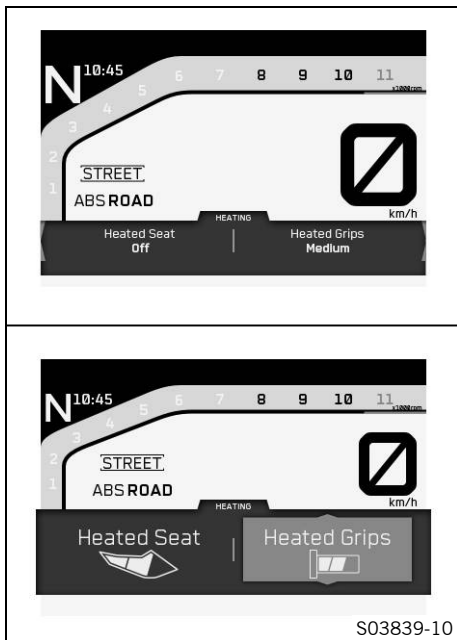 N 10:45
1 2 3 4 5 6 7 8 9 10 11
x1000rpm
STREET
ABS ROAD
0
km/h
HEATING
Heated Seat Heated Grips
Off Medium
N 10:45
1 2 3 4 5 6 7 8 9 10 11
x1000rpm
STREET
ABS ROAD
0
km/h
HEATING
Heated Seat Heated Grips
S03839-10